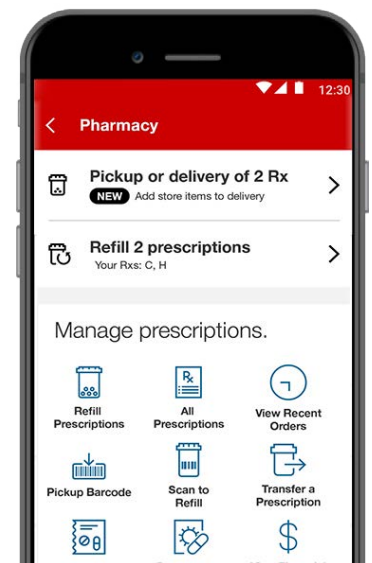 12:30
Pharmacy
Pickup or delivery of 2 Rx
NEW Add store items to delivery
Refill 2 prescriptions
Your Rxs: C, H
Manage prescriptions.
Rx
Refill
Prescriptions
All
Prescriptions
View Recent
Orders
Pickup Barcode
Scan to
Refill
Transfer a
Prescription
$